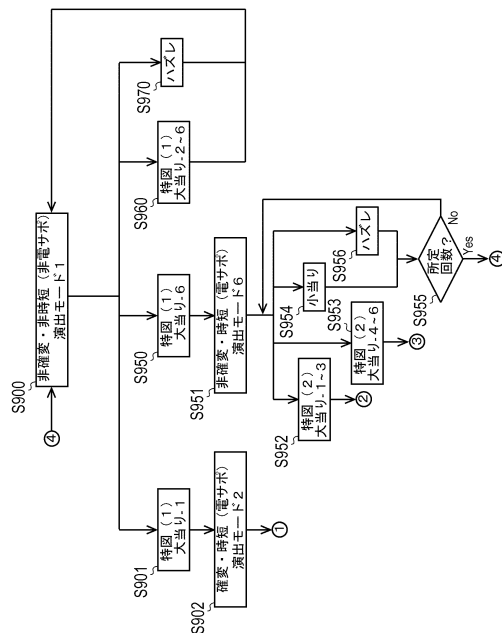 S900
非確変・非時短（非電サポ）
演出モード1
④
S901
特図（1）
大当り-1
S902
確変・時短（電サポ）
演出モード2
①
S950
特図（1）
大当り-6
S951
非確変・時短（電サポ）
演出モード6
S952
特図（2）
大当り-1~3
②
S953
特図（2）
大当り-4~6
③
S954
小当り
S956
ハズレ
S955
所定
回数？
No
Yes
④
S960
特図（1）
大当り-2~6
S970
ハズレ